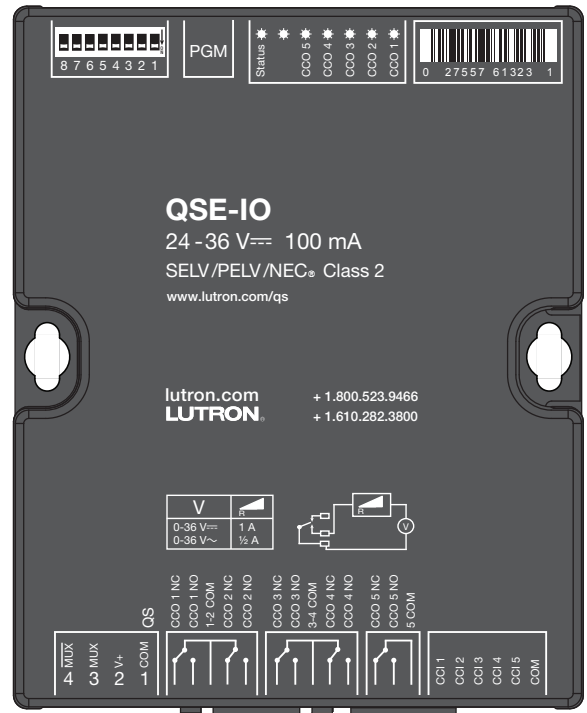 8 7 6 5 4 3 2 1
PGM
Status
CCO 5
CCO 4
CCO 3
CCO 2
CCO 1
0 27557 61323 1
QSE-IO
24 - 36 V⎓ 100 mA
SELV/PELV/NEC® Class 2
www.lutron.com/qs
lutron.com
LUTRON®
+ 1.800.523.9466
+ 1.610.282.3800
V R
0-36 V⎓ 1 A
0-36 V~ ½ A
R
V
QS
CCO 1 NC
CCO 1 NO
1-2 COM
CCO 2 NC
CCO 2 NO
CCO 3 NC
CCO 3 NO
3-4 COM
CCO 4 NC
CCO 4 NO
CCO 5 NC
CCO 5 NO
5 COM
4 MUX
3 MUX
2 V+
1 COM
CCI 1
CCI 2
CCI 3
CCI 4
CCI 5
COM